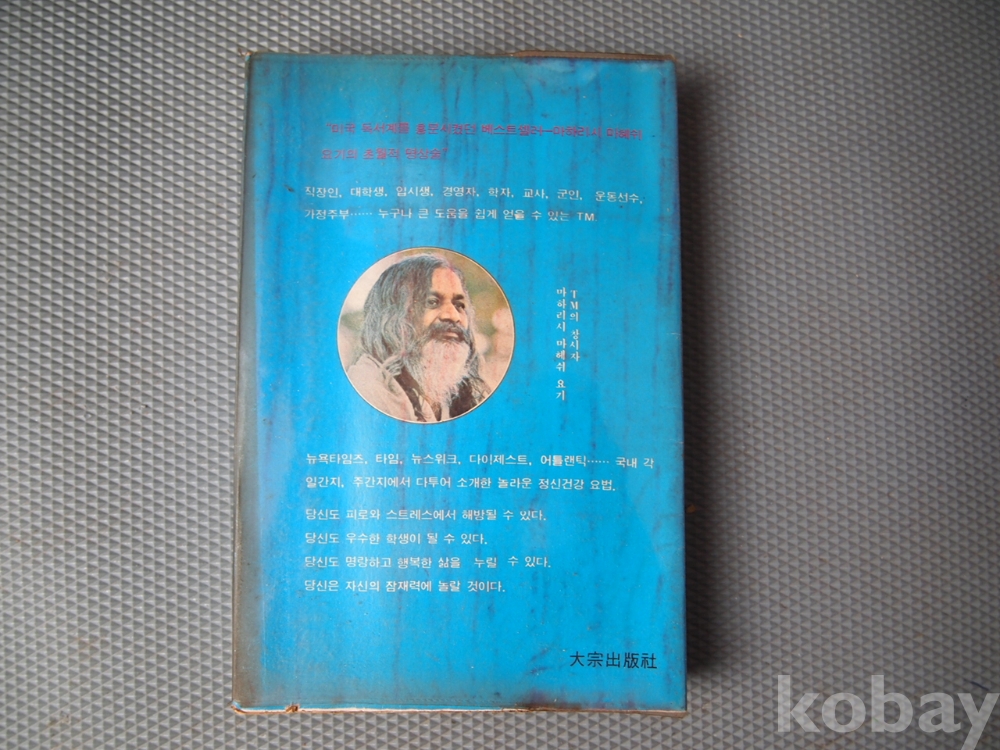 "미국 독서계를 휩쓴 베스트셀러—마하리시 마헤쉬
요기의 초월적 명상술"
직장인, 대학생, 입시생, 경영자, 학자, 교사, 군인, 운동선수,
가정주부…… 누구나 큰 도움을 쉽게 얻을 수 있는 TM.
TM의 창시자
마하리시 마헤쉬 요기
뉴욕타임즈, 타임, 뉴스위크, 다이제스트, 어틀랜틱…… 국내 각
일간지, 주간지에서 다투어 소개한 놀라운 정신건강 요법.
당신도 피로와 스트레스에서 해방될 수 있다.
당신도 우수한 학생이 될 수 있다.
당신도 명랑하고 행복한 삶을 누릴 수 있다.
당신은 자신의 잠재력에 놀랄 것이다.
大宗出版社
kobay